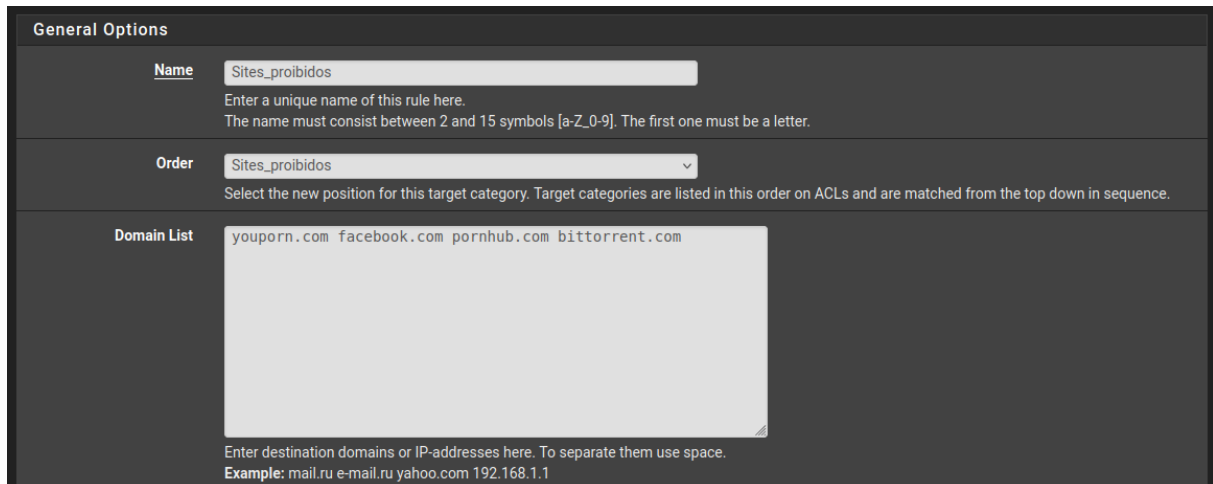 General Options
Name
Sites_proibidos
Enter a unique name of this rule here.
The name must consist between 2 and 15 symbols [a-Z_0-9]. The first one must be a letter.
Order
Sites_proibidos
Select the new position for this target category. Target categories are listed in this order on ACLs and are matched from the top down in sequence.
Domain List
youporn.com facebook.com pornhub.com bittorrent.com
Enter destination domains or IP-addresses here. To separate them use space.
Example: mail.ru e-mail.ru yahoo.com 192.168.1.1